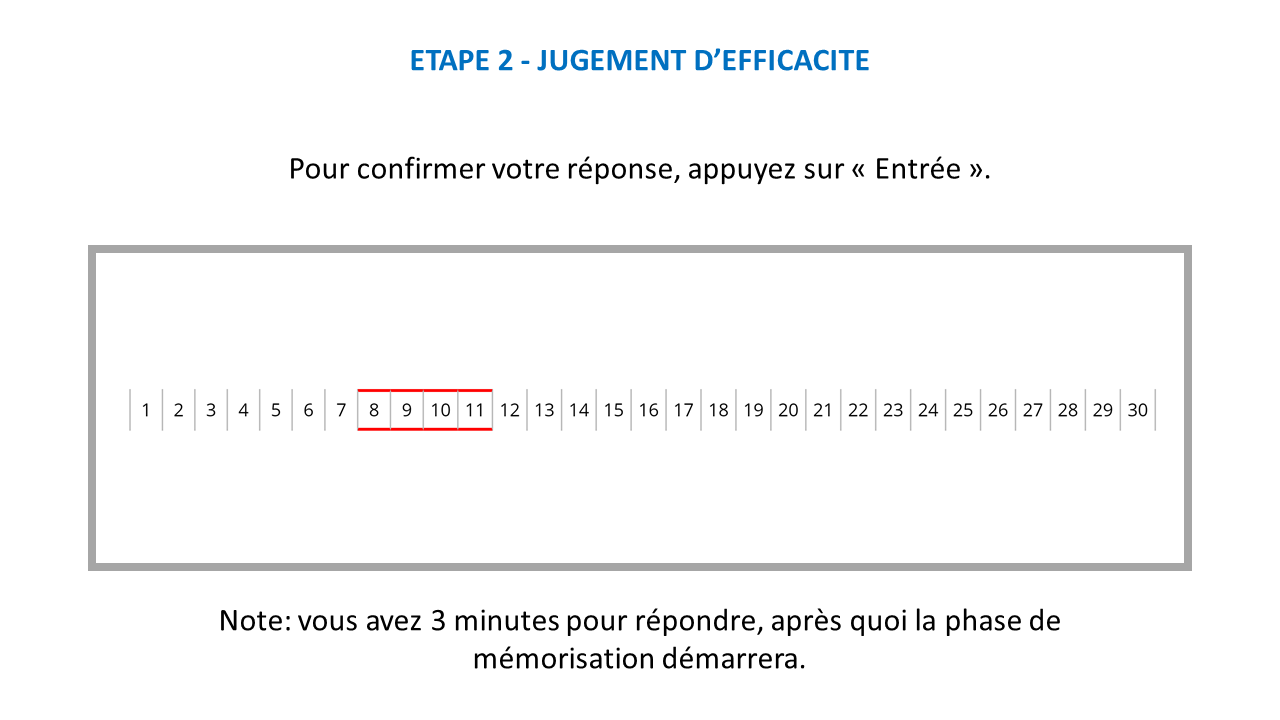 ETAPE 2 - JUGEMENT D’EFFICACITE
Pour confirmer votre réponse, appuyez sur « Entrée ».
1 2 3 4 5 6 7 8 9 10 11 12 13 14 15 16 17 18 19 20 21 22 23 24 25 26 27 28 29 30
Note: vous avez 3 minutes pour répondre, après quoi la phase de
mémorisation démarrera.